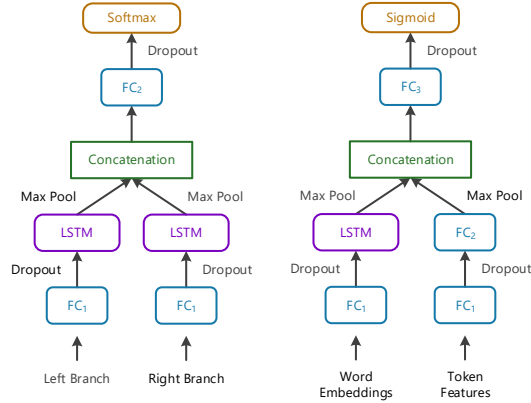 Softmax
Dropout
FC₂
Concatenation
Max Pool
Max Pool
LSTM
LSTM
Dropout
Dropout
FC₁
FC₁
Left Branch
Right Branch
Sigmoid
Dropout
FC₃
Concatenation
Max Pool
Max Pool
LSTM
FC₂
Dropout
Dropout
FC₁
FC₁
Word
Embeddings
Token
Features